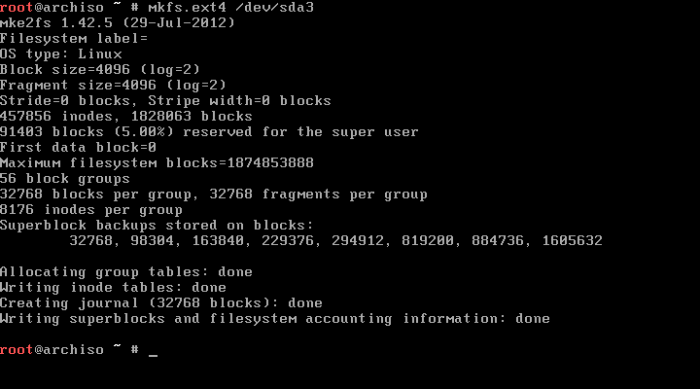 root@archiso ~ # mkfs.ext4 /dev/sda3
mke2fs 1.42.5 (29-Jul-2012)
Filesystem label=
OS type: Linux
Block size=4096 (log=2)
Fragment size=4096 (log=2)
Stride=0 blocks, Stripe width=0 blocks
457856 inodes, 1828063 blocks
91403 blocks (5.00%) reserved for the super user
First data block=0
Maximum filesystem blocks=1874853888
56 block groups
32768 blocks per group, 32768 fragments per group
8176 inodes per group
Superblock backups stored on blocks:
        32768, 98304, 163840, 229376, 294912, 819200, 884736, 1605632
Allocating group tables: done
Writing inode tables: done
Creating journal (32768 blocks): done
Writing superblocks and filesystem accounting information: done
root@archiso ~ # _